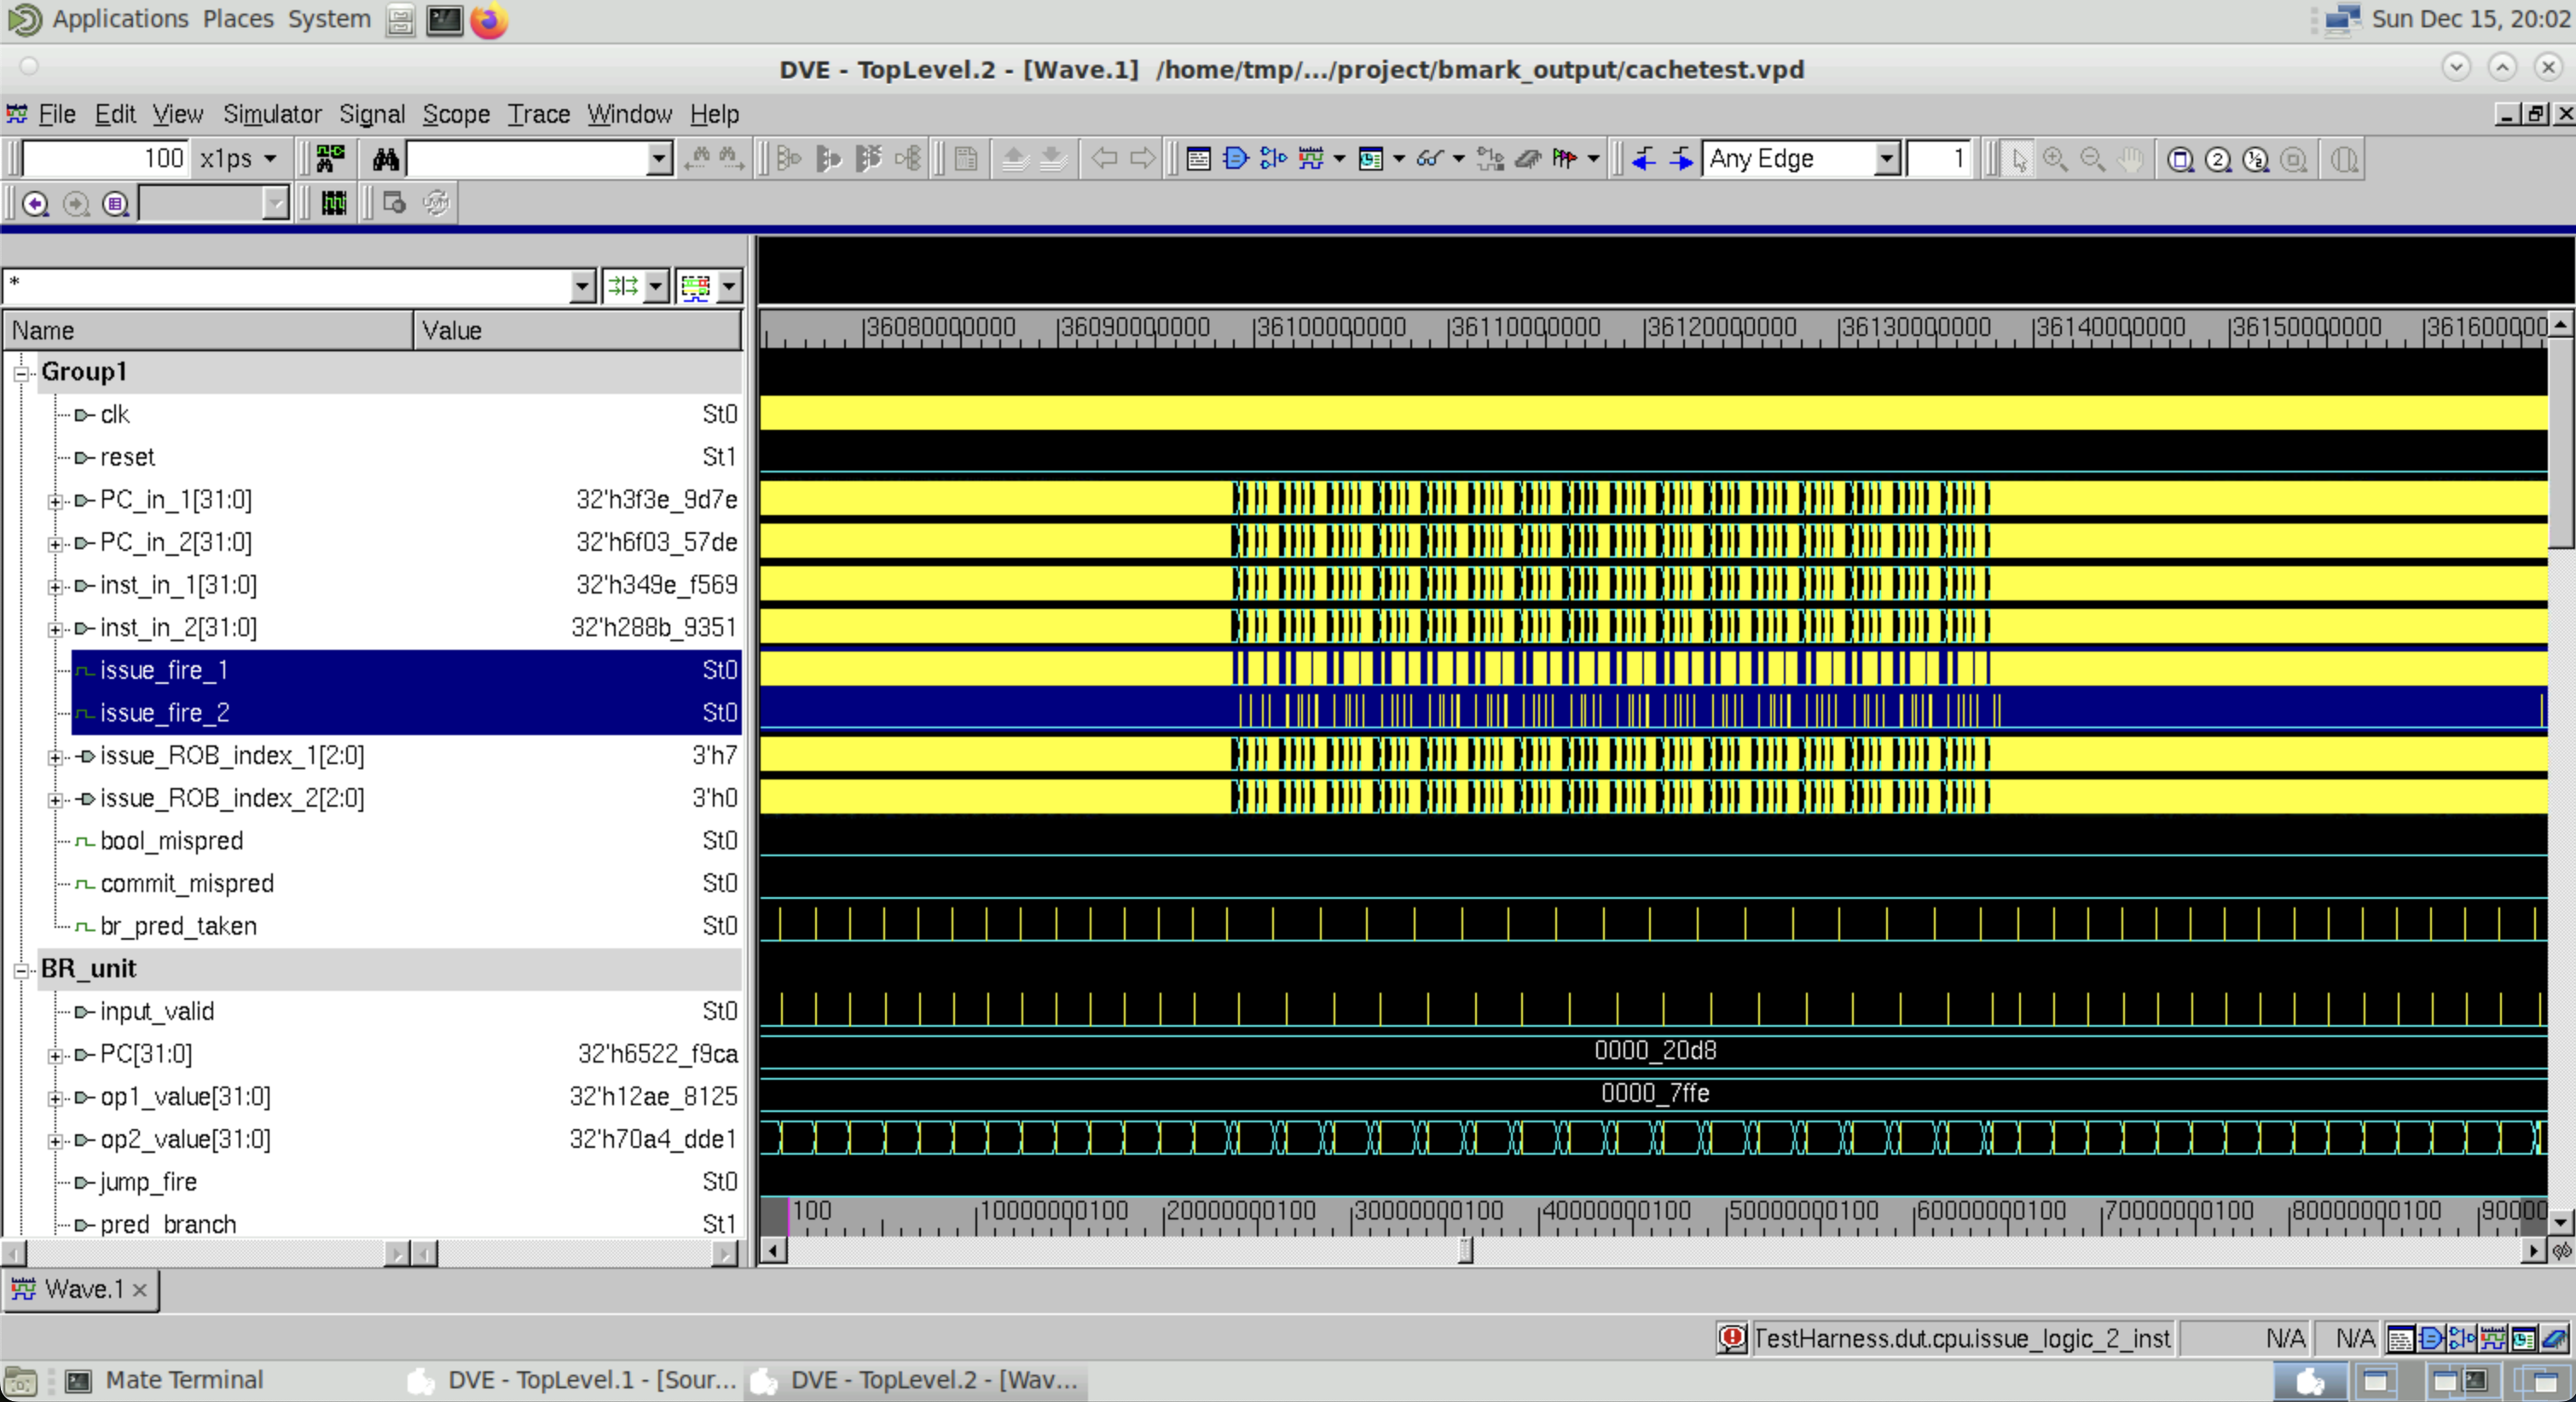 Applications Places System Sun Dec 15, 20:02
DVE - TopLevel.2 - [Wave.1] /home/tmp/.../project/bmark_output/cachetest.vpd
File Edit View Simulator Signal Scope Trace Window Help
100 x1ps Any Edge 1
*
Name Value
36080000000 36090000000 36100000000 36110000000 36120000000 36130000000 36140000000 36150000000 361600000
Group1
clk St0
reset St1
PC_in_1[31:0] 32'h3f3e_9d7e
PC_in_2[31:0] 32'h6f03_57de
inst_in_1[31:0] 32'h349e_f569
inst_in_2[31:0] 32'h288b_9351
issue_fire_1 St0
issue_fire_2 St0
issue_ROB_index_1[2:0] 3'h7
issue_ROB_index_2[2:0] 3'h0
bool_mispred St0
commit_mispred St0
br_pred_taken St0
BR_unit
input_valid St0
PC[31:0] 32'h6522_f9ca 0000_20d8
op1_value[31:0] 32'h12ae_8125 0000_7ffe
op2_value[31:0] 32'h70a4_dde1
jump_fire St0
pred_branch St1
100 10000000100 20000000100 30000000100 40000000100 50000000100 60000000100 70000000100 80000000100 90000
Wave.1
TestHarness.dut.cpu.issue_logic_2_inst N/A N/A
Mate Terminal DVE - TopLevel.1 - [Sour... DVE - TopLevel.2 - [Wav...